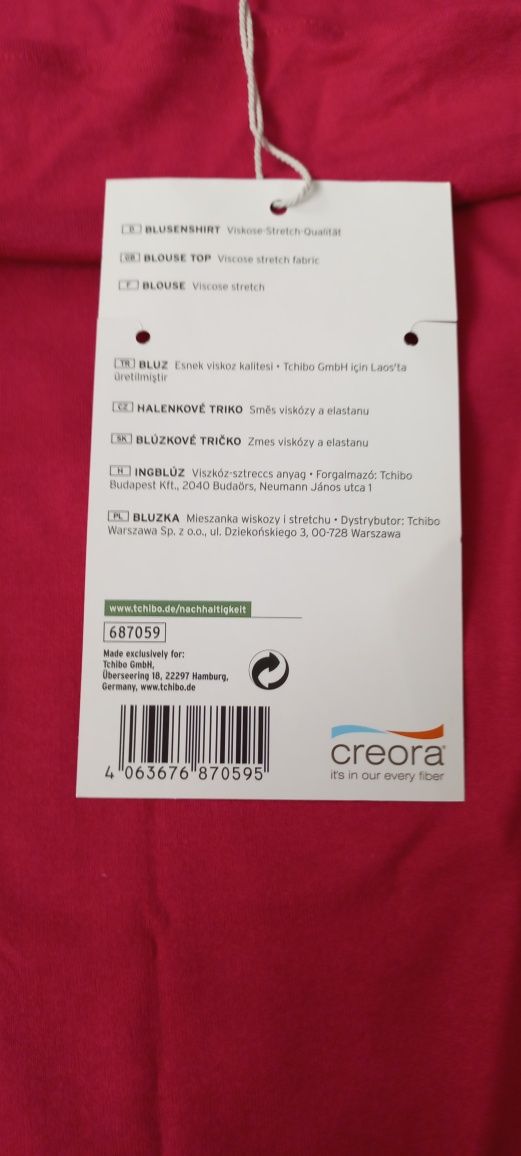 D BLUSENSHIRT Viskose-Stretch-Qualität
GB BLOUSE TOP Viscose stretch fabric
F BLOUSE Viscose stretch
TR BLUZ Esnek viskoz kalitesi • Tchibo GmbH için Laos'ta
üretilmiştir
CZ HALENKOVÉ TRIKO Směs viskózy a elastanu
SK BLÚZKOVÉ TRIČKO Zmes viskózy a elastanu
H INGBLÚZ Viszkóz-sztreccs anyag • Forgalmazó: Tchibo
Budapest Kft., 2040 Budaörs, Neumann János utca 1
PL BLUZKA Mieszanka wiskozy i stretchu • Dystrybutor: Tchibo
Warszawa Sp. z o.o., ul. Dziekońskiego 3, 00-728 Warszawa
www.tchibo.de/nachhaltigkeit
687059
Made exclusively for:
Tchibo GmbH,
Überseering 18, 22297 Hamburg,
Germany, www.tchibo.de
4 063676 870595
creora®
it's in our every fiber